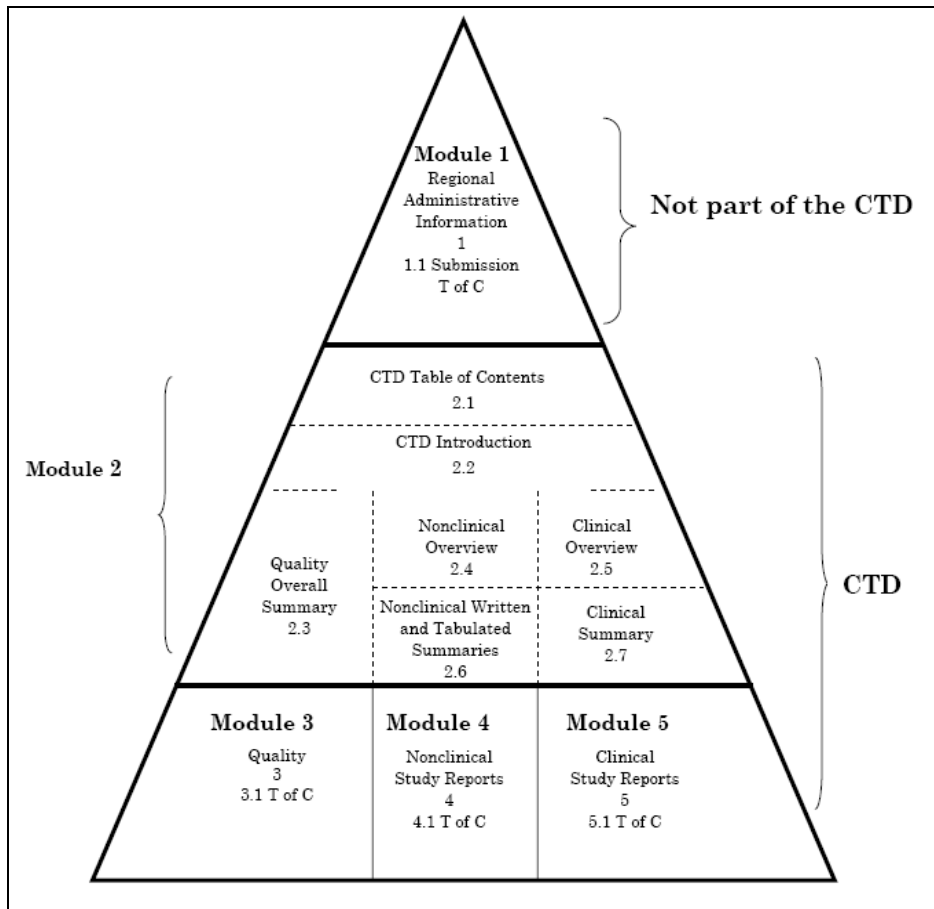 Module 1
Regional
Administrative
Information
1
1.1 Submission
T of C
Not part of the CTD
CTD Table of Contents
2.1
CTD Introduction
2.2
Module 2
Quality
Overall
Summary
2.3
Nonclinical
Overview
2.4
Clinical
Overview
2.5
Nonclinical Written
and Tabulated
Summaries
2.6
Clinical
Summary
2.7
CTD
Module 3
Quality
3
3.1 T of C
Module 4
Nonclinical
Study Reports
4
4.1 T of C
Module 5
Clinical
Study Reports
5
5.1 T of C